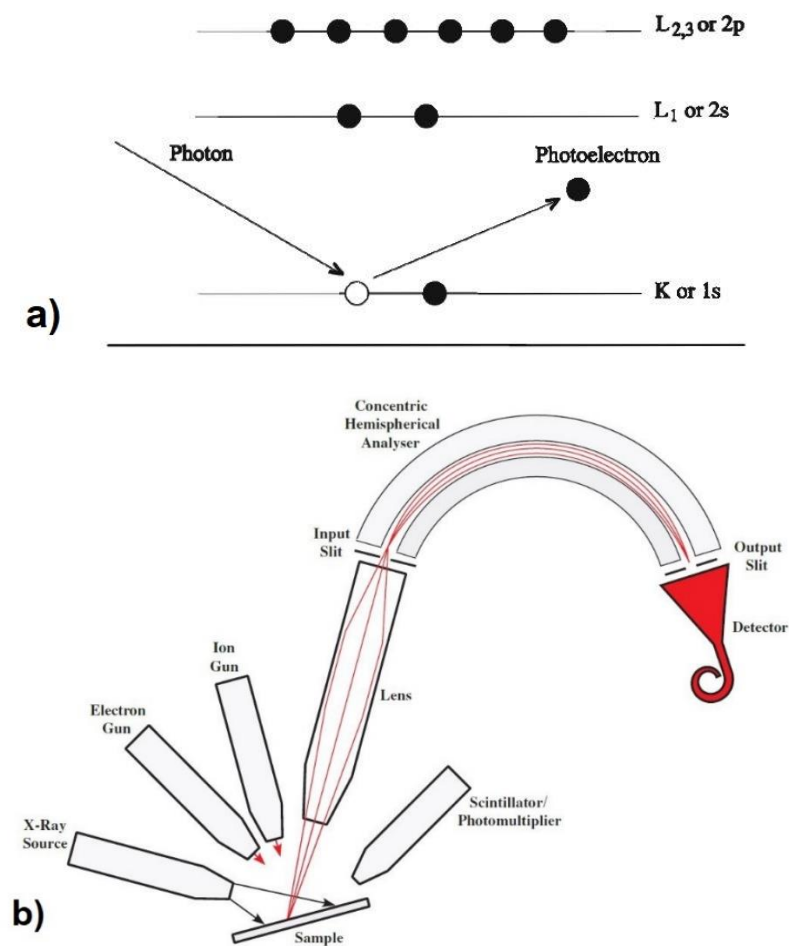 L2,3 or 2p
L1 or 2s
Photon
Photoelectron
K or 1s
a)
Concentric
Hemispherical
Analyser
Input
Slit
Output
Slit
Detector
Ion
Gun
Lens
Electron
Gun
Scintillator/
Photomultiplier
X-Ray
Source
b)
Sample